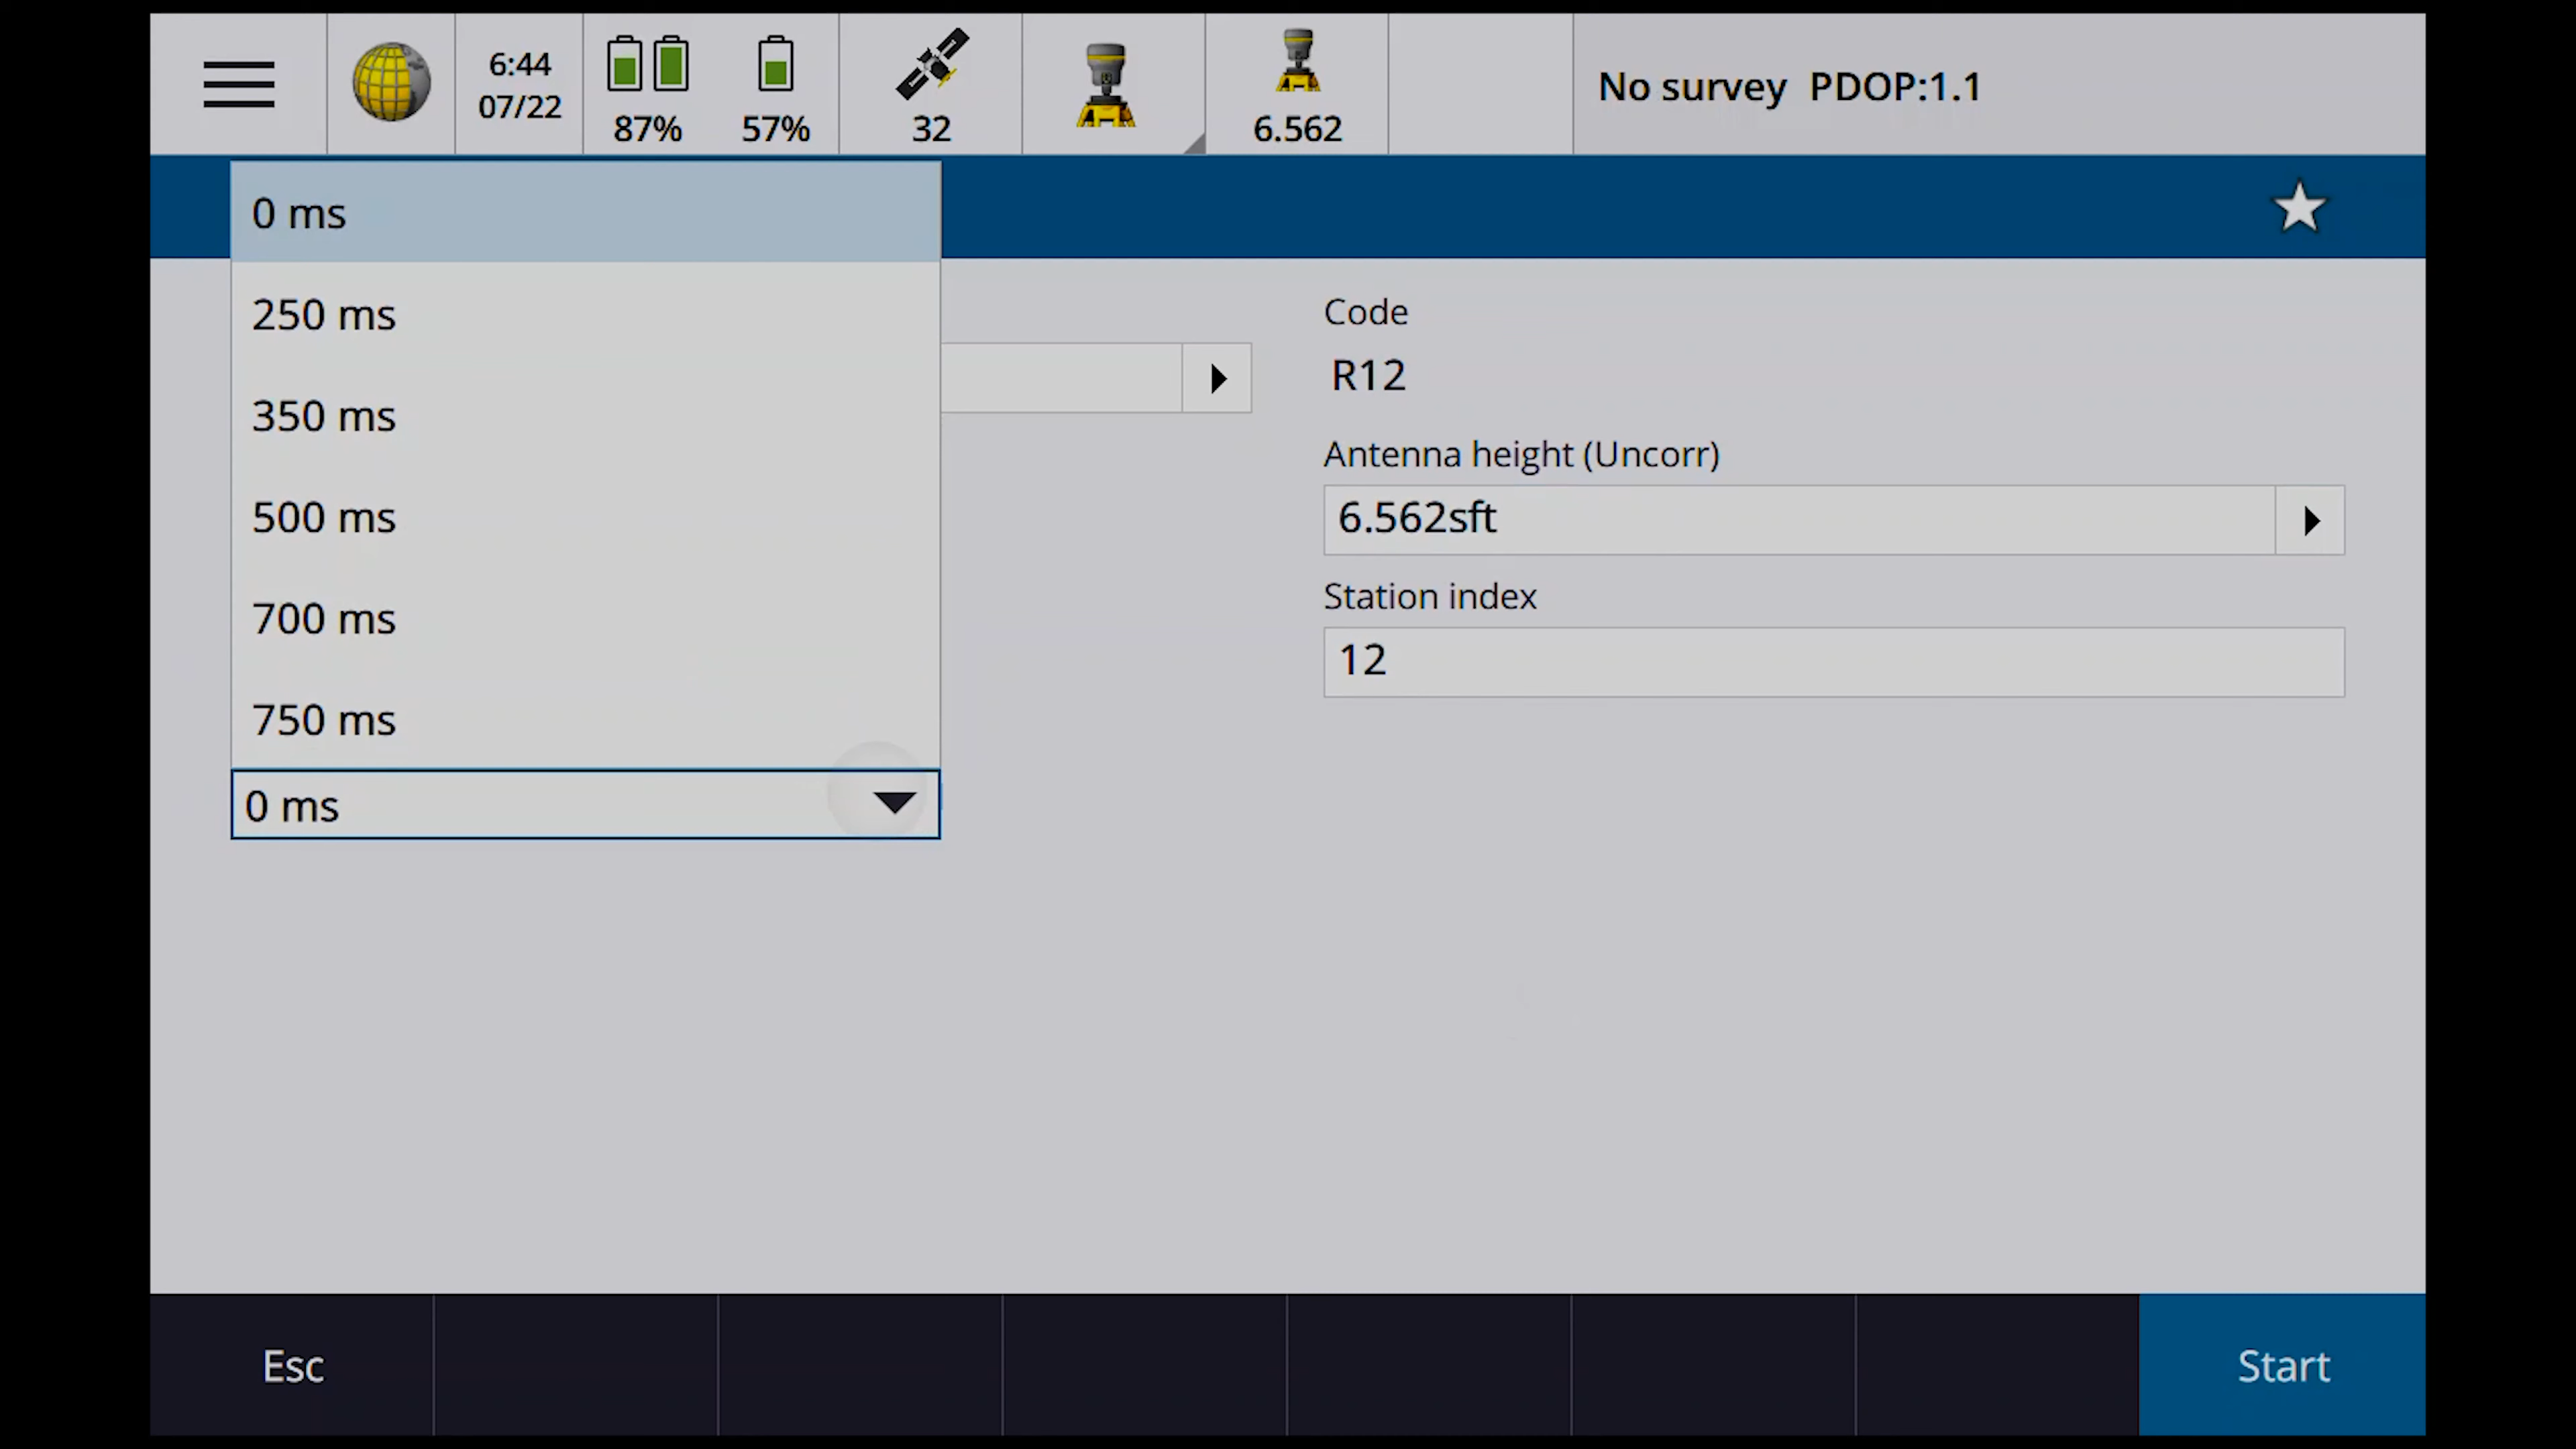 6:44
07/22
87%
57%
32
6.562
No survey PDOP:1.1
0 ms
250 ms
350 ms
500 ms
700 ms
750 ms
0 ms
Code
R12
Antenna height (Uncorr)
6.562sft
Station index
12
Esc
Start